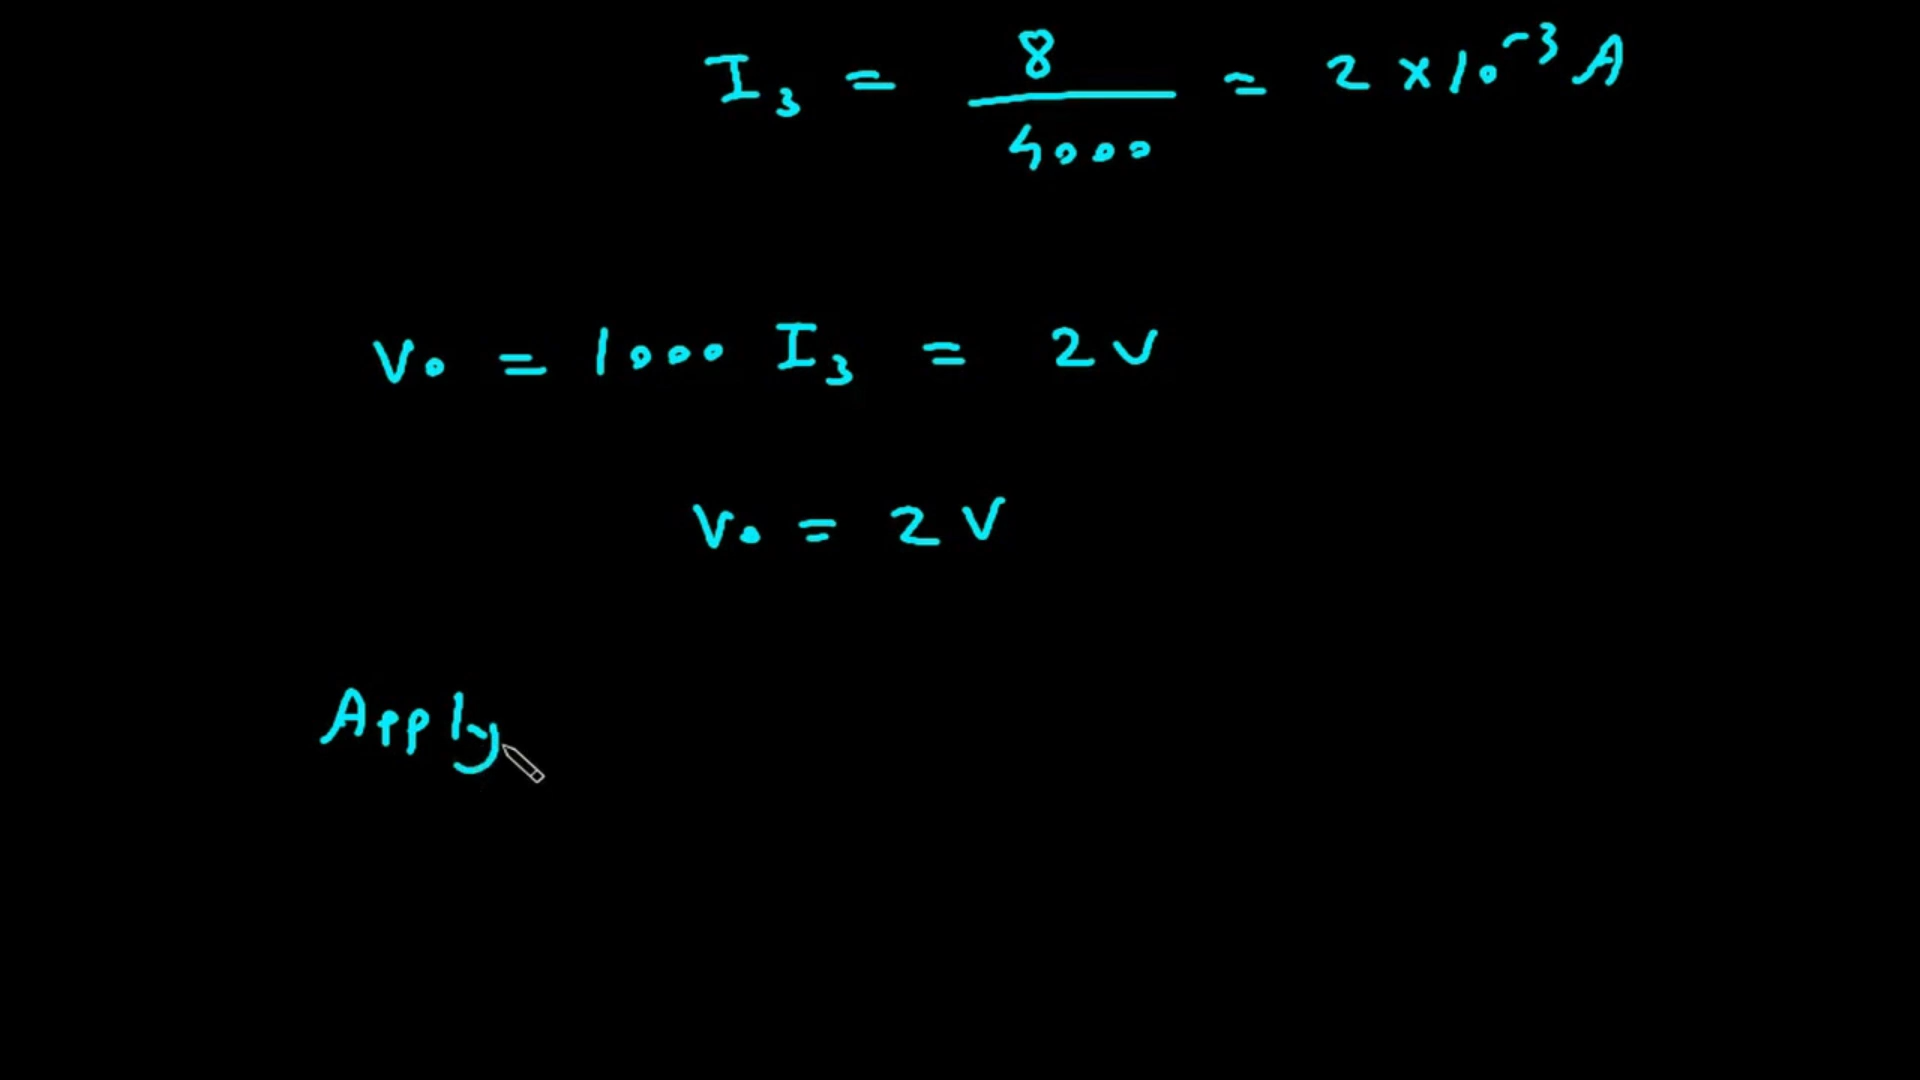 I₃ = 8/4000 = 2 × 10⁻³ A
V₀ = 1000 I₃ = 2 V
V₀ = 2 V
Apply